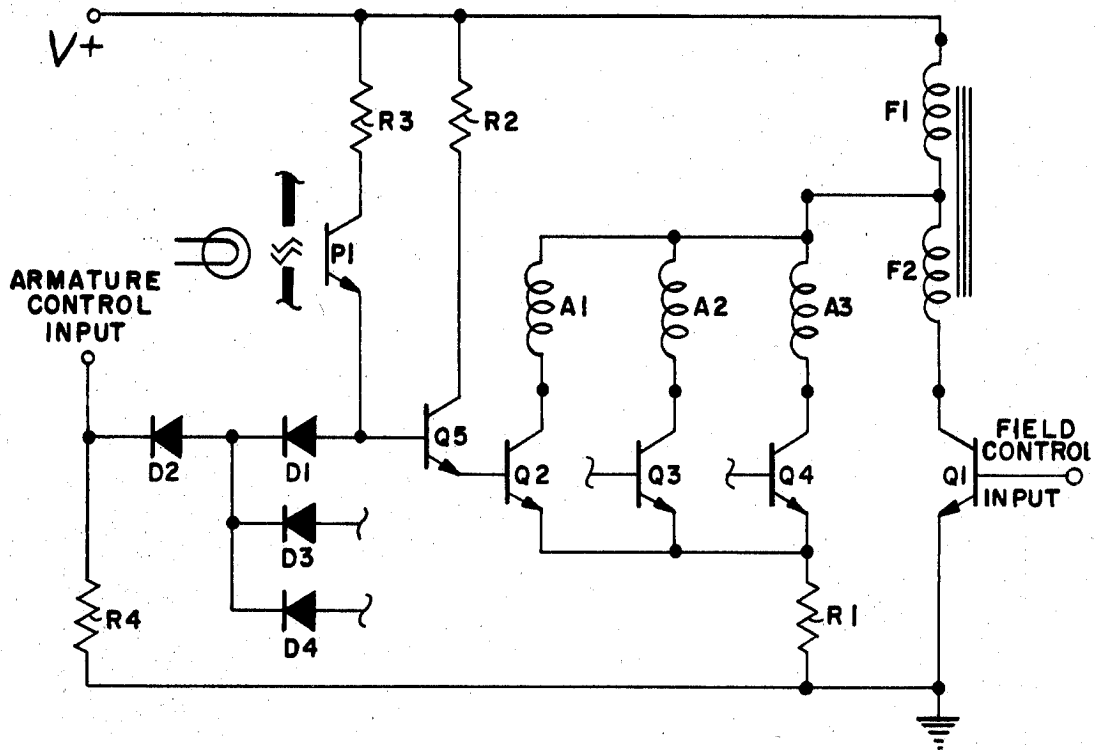 V+
R3
R2
F1
P1
F2
ARMATURE
CONTROL
INPUT
A1
A2
A3
D2
D1
Q5
Q2
Q3
Q4
Q1
FIELD
CONTROL
INPUT
D3
D4
R4
R1